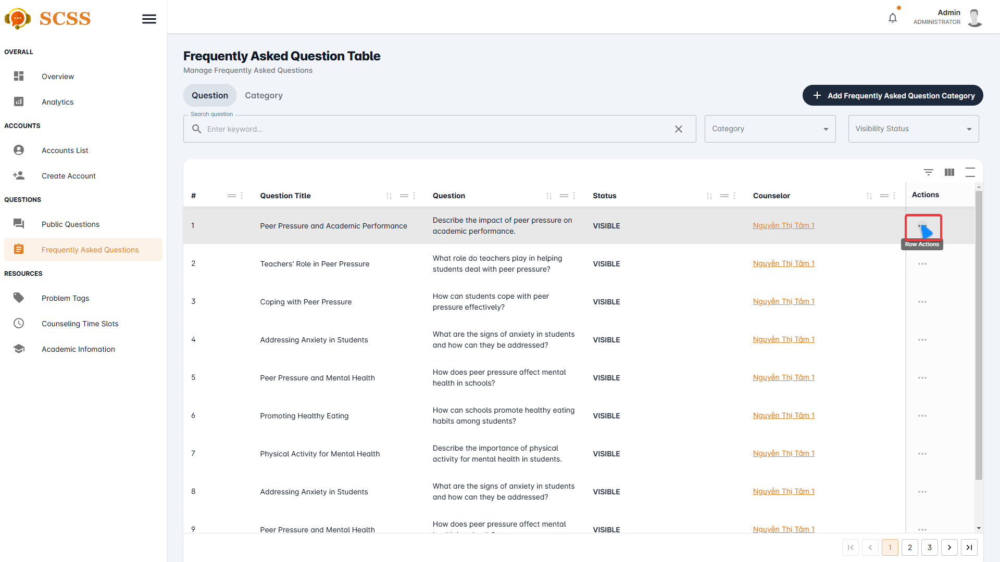 SCSS
Admin
ADMINISTRATOR
OVERALL
Overview
Analytics
ACCOUNTS
Accounts List
Create Account
QUESTIONS
Public Questions
Frequently Asked Questions
RESOURCES
Problem Tags
Counseling Time Slots
Academic Infomation
Frequently Asked Question Table
Manage Frequently Asked Questions
Question Category
Add Frequently Asked Question Category
Search question
Enter keyword...
Category
Visibility Status
# Question Title Question Status Counselor Actions
1 Peer Pressure and Academic Performance Describe the impact of peer pressure on academic performance. VISIBLE Nguyễn Thị Tâm 1
Row Actions
2 Teachers' Role in Peer Pressure What role do teachers play in helping students deal with peer pressure? VISIBLE Nguyễn Thị Tâm 1
3 Coping with Peer Pressure How can students cope with peer pressure effectively? VISIBLE Nguyễn Thị Tâm 1
4 Addressing Anxiety in Students What are the signs of anxiety in students and how can they be addressed? VISIBLE Nguyễn Thị Tâm 1
5 Peer Pressure and Mental Health How does peer pressure affect mental health in schools? VISIBLE Nguyễn Thị Tâm 1
6 Promoting Healthy Eating How can schools promote healthy eating habits among students? VISIBLE Nguyễn Thị Tâm 1
7 Physical Activity for Mental Health Describe the importance of physical activity for mental health in students. VISIBLE Nguyễn Thị Tâm 1
8 Addressing Anxiety in Students What are the signs of anxiety in students and how can they be addressed? VISIBLE Nguyễn Thị Tâm 1
9 Peer Pressure and Mental Health How does peer pressure affect mental VISIBLE Nguyễn Thị Tâm 1
1 2 3